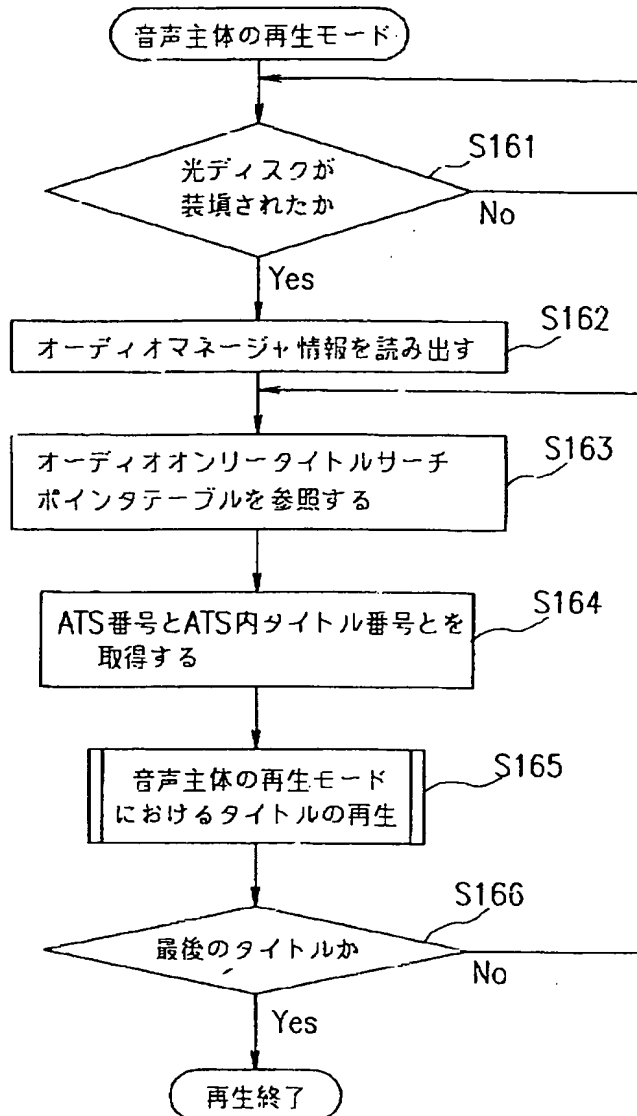 音声主体の再生モード
S161
光ディスクが
装填されたか
No
Yes
S162
オーディオマネージャ情報を読み出す
S163
オーディオオンリータイトルサーチ
ポインタテーブルを参照する
S164
ATS番号とATS内タイトル番号とを
取得する
S165
音声主体の再生モード
におけるタイトルの再生
S166
最後のタイトルか
No
Yes
再生終了